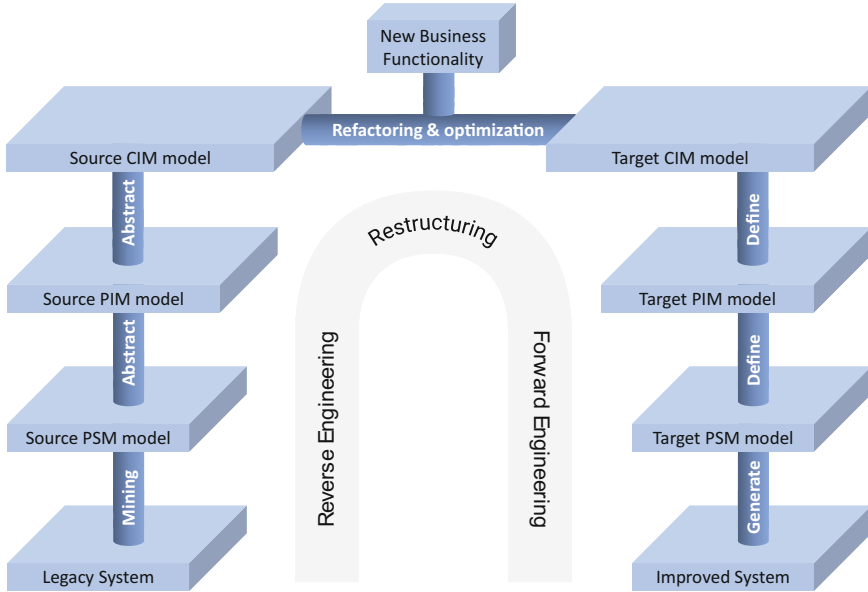 New Business
Functionality
Refactoring & optimization
Source CIM model
Target CIM model
Abstract
Define
Restructuring
Source PIM model
Target PIM model
Abstract
Define
Reverse Engineering
Forward Engineering
Source PSM model
Target PSM model
Mining
Generate
Legacy System
Improved System